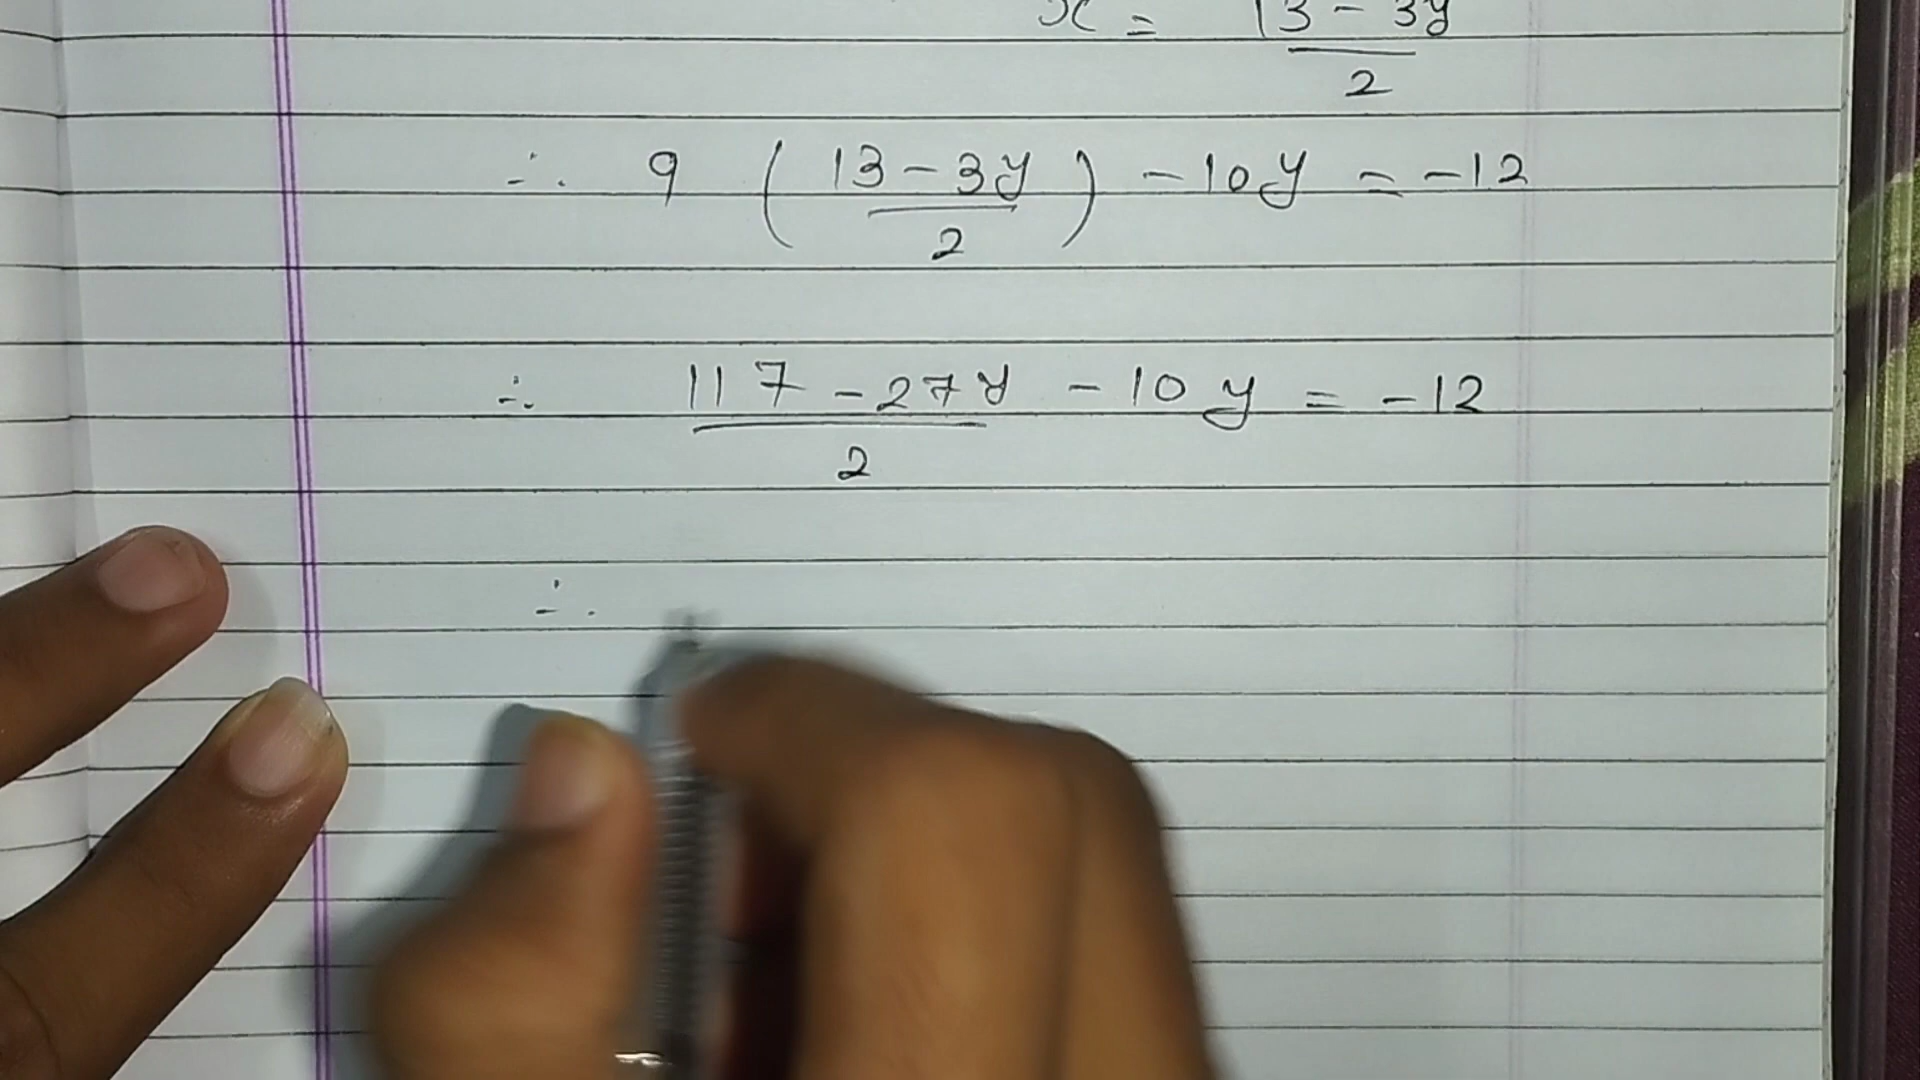 x = 13 - 3y
2
∴ 9 ( 13 - 3y ) - 10y = -12
2
∴ 117 - 27y - 10y = -12
2
∴